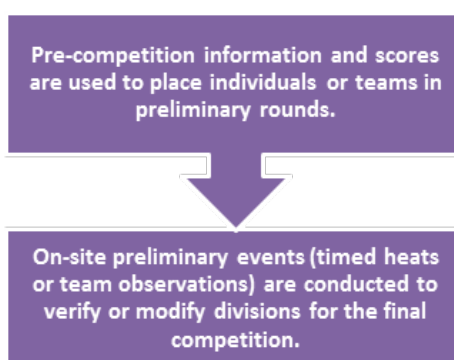 Pre-competition information and scores
are used to place individuals or teams in
preliminary rounds.
On-site preliminary events (timed heats
or team observations) are conducted to
verify or modify divisions for the final
competition.